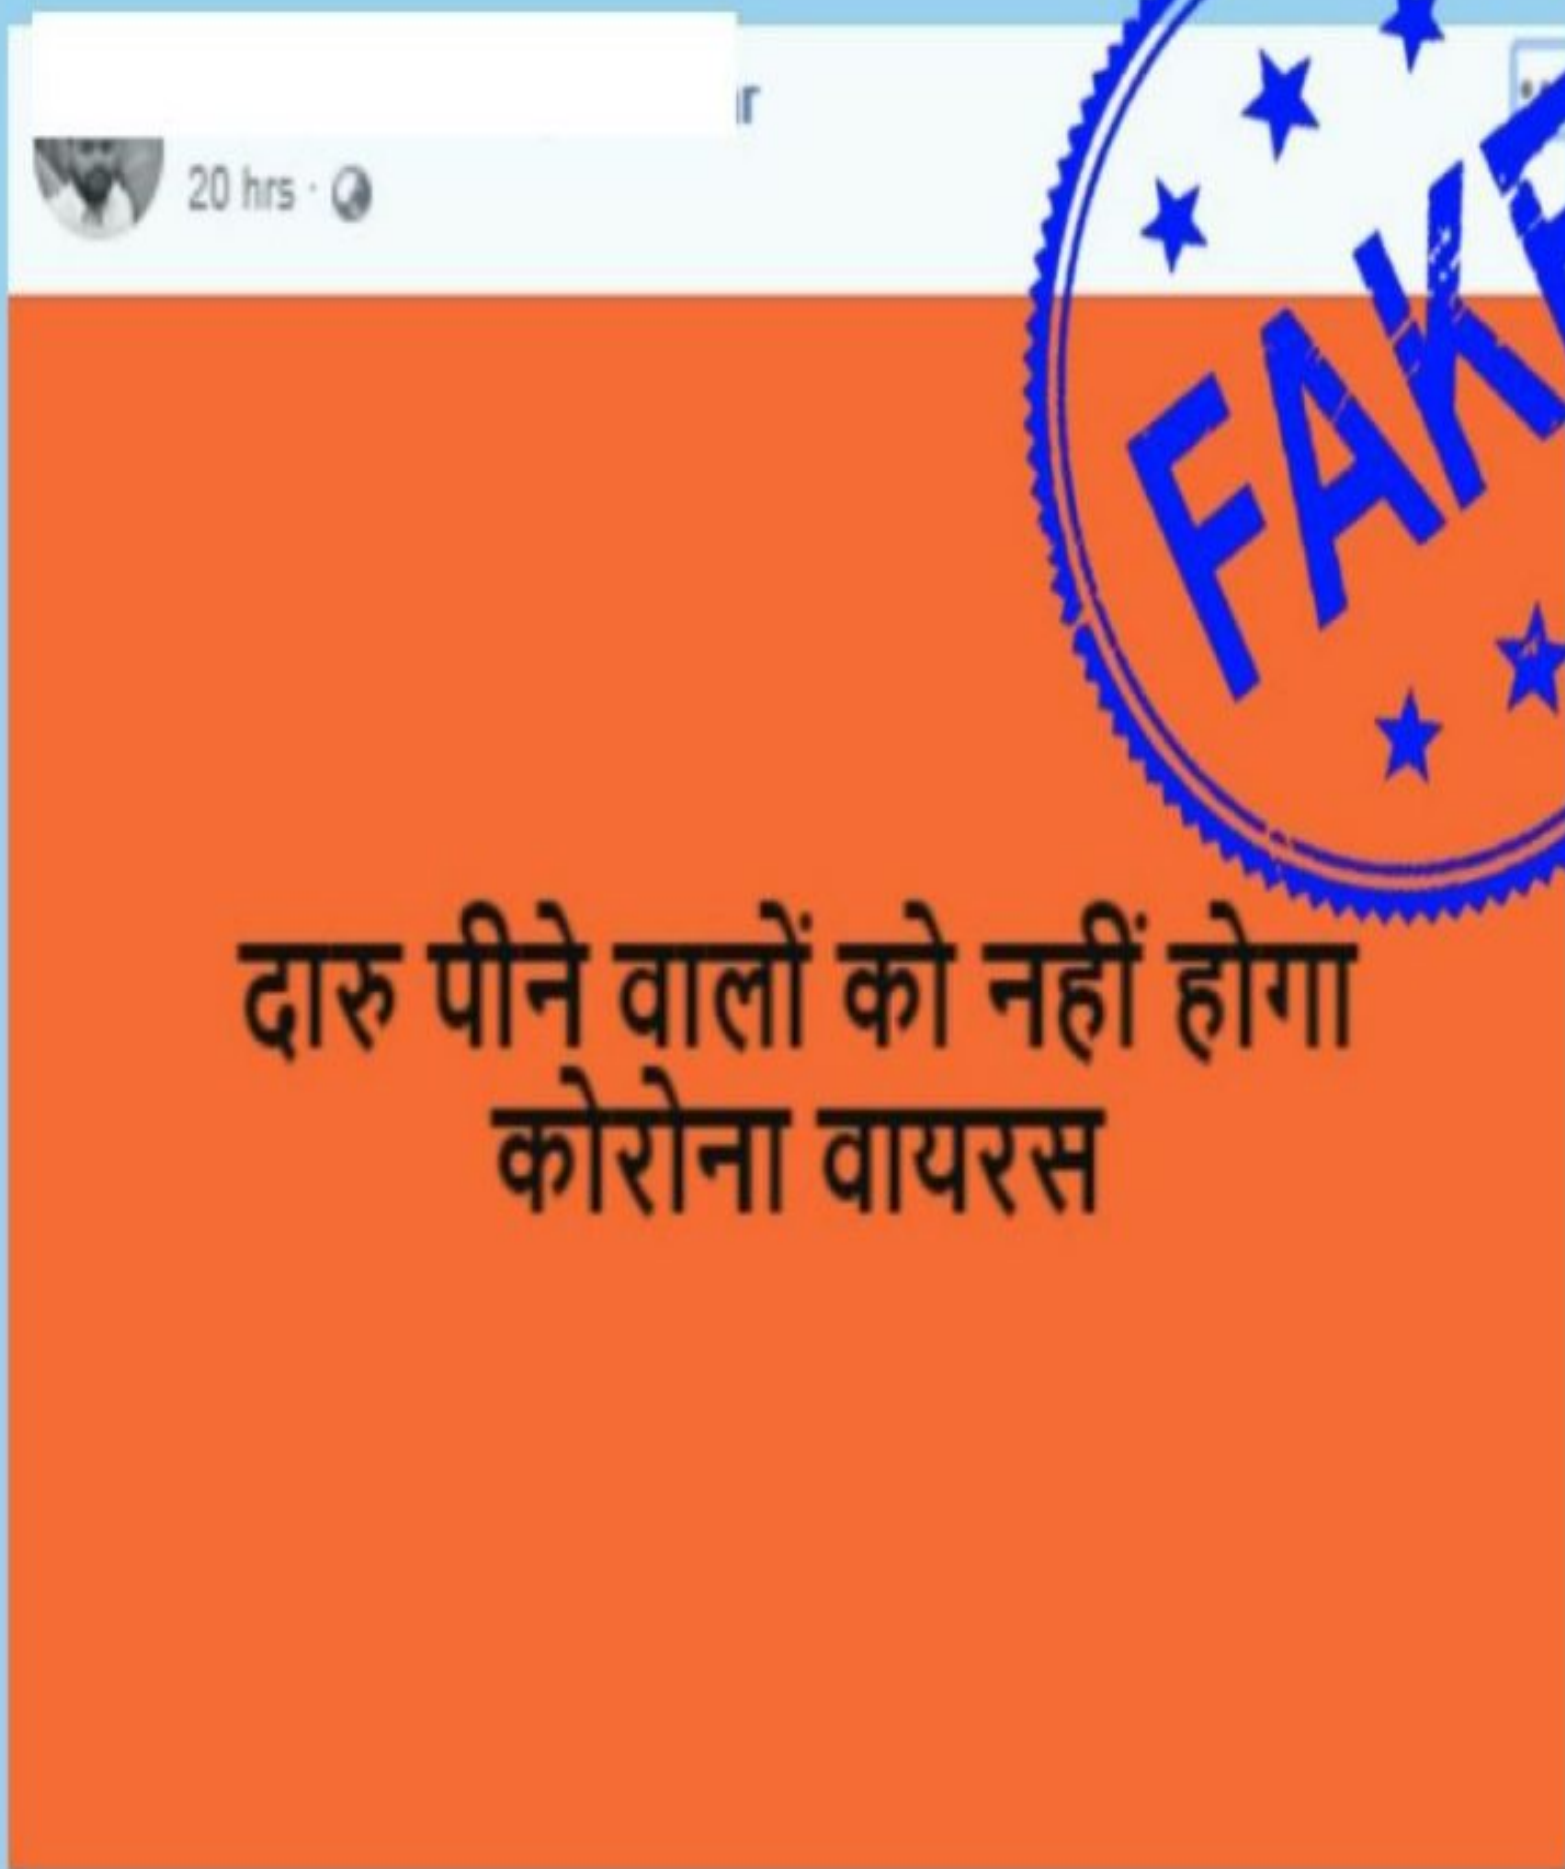 20 hrs ·
FAKE
दारु पीने वालों को नहीं होगा
कोरोना वायरस